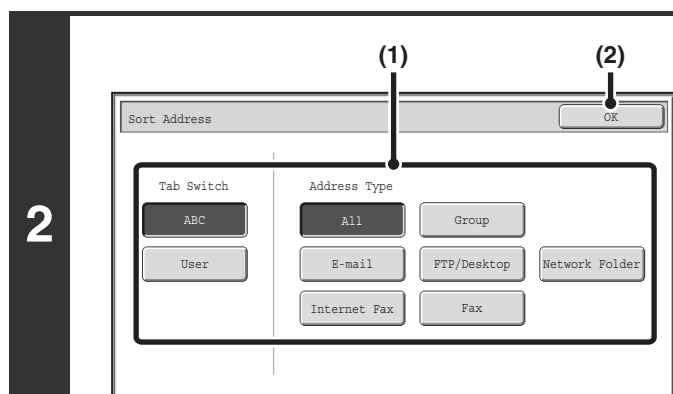 2
(1) (2)
Sort Address OK
Tab Switch Address Type
ABC All Group
User E-mail FTP/Desktop Network Folder
Internet Fax Fax